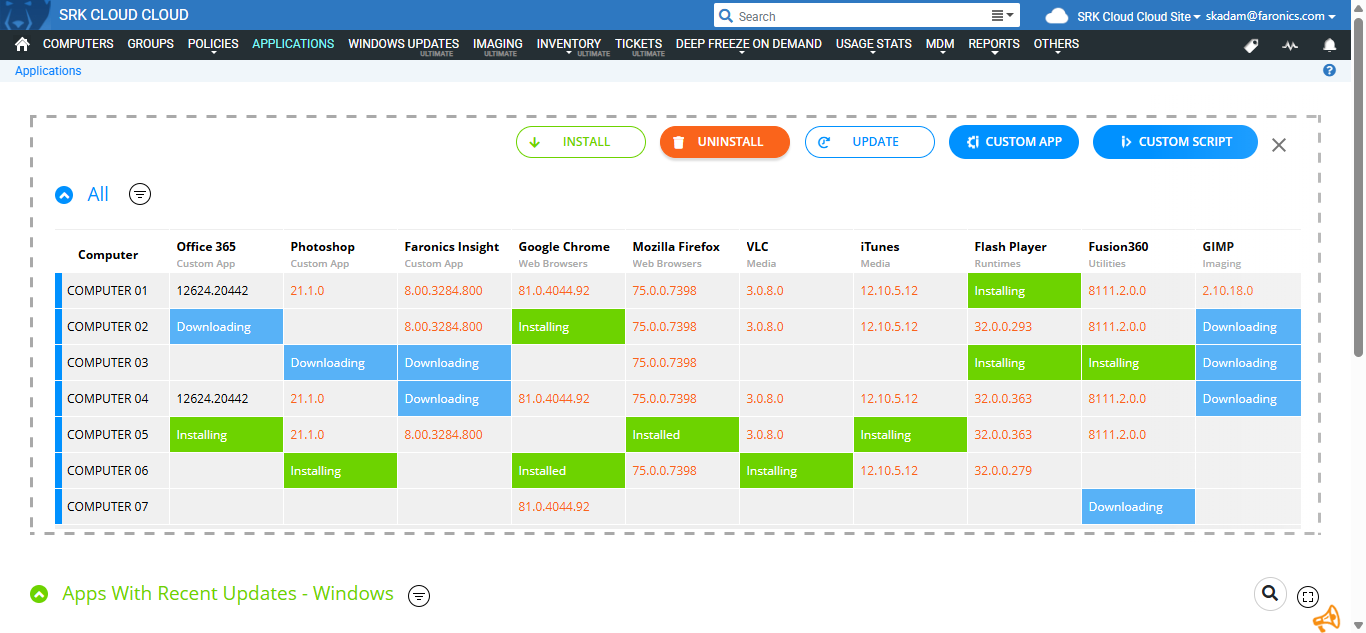 SRK CLOUD CLOUD
Search
SRK Cloud Cloud Site
skadam@faronics.com
COMPUTERS GROUPS POLICIES APPLICATIONS WINDOWS UPDATES IMAGING INVENTORY TICKETS DEEP FREEZE ON DEMAND USAGE STATS MDM REPORTS OTHERS
ULTIMATE ULTIMATE ULTIMATE ULTIMATE
Applications
INSTALL UNINSTALL UPDATE CUSTOM APP CUSTOM SCRIPT
All
Computer Office 365 Photoshop Faronics Insight Google Chrome Mozilla Firefox VLC iTunes Flash Player Fusion360 GIMP
Custom App Custom App Custom App Web Browsers Web Browsers Media Media Runtimes Utilities Imaging
COMPUTER 01 12624.20442 21.1.0 8.00.3284.800 81.0.4044.92 75.0.0.7398 3.0.8.0 12.10.5.12 Installing 8111.2.0.0 2.10.18.0
COMPUTER 02 Downloading 8.00.3284.800 Installing 75.0.0.7398 3.0.8.0 12.10.5.12 32.0.0.293 8111.2.0.0 Downloading
COMPUTER 03 Downloading Downloading 75.0.0.7398 Installing Installing Downloading
COMPUTER 04 12624.20442 21.1.0 Downloading 81.0.4044.92 75.0.0.7398 3.0.8.0 12.10.5.12 32.0.0.363 8111.2.0.0 Downloading
COMPUTER 05 Installing 21.1.0 8.00.3284.800 Installed 3.0.8.0 Installing 32.0.0.363 8111.2.0.0
COMPUTER 06 Installing Installed 75.0.0.7398 Installing 12.10.5.12 32.0.0.279
COMPUTER 07 81.0.4044.92 Downloading
Apps With Recent Updates - Windows